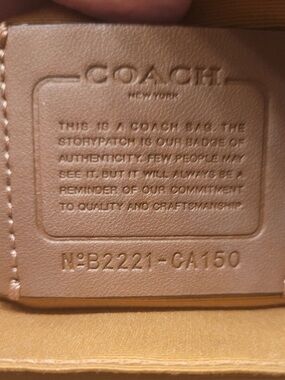 COACH
NEW YORK
THIS IS A COACH BAG. THE
STORYPATCH IS OUR BADGE OF
AUTHENTICITY. FEW PEOPLE MAY
SEE IT, BUT IT WILL ALWAYS BE A
REMINDER OF OUR COMMITMENT
TO QUALITY AND CRAFTSMANSHIP.
NºB2221-CA150